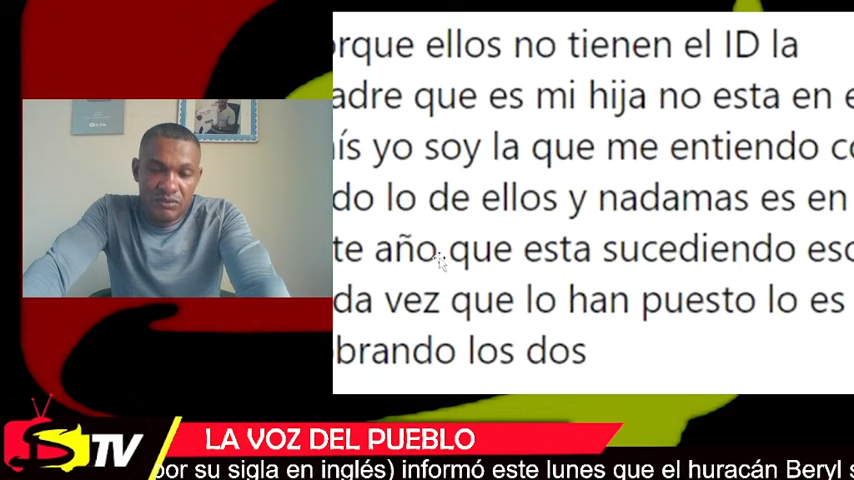 rque ellos no tienen el ID la
adre que es mi hija no esta en e
ís yo soy la que me entiendo co
do lo de ellos y nadamas es en
te año que esta sucediendo eso
da vez que lo han puesto lo es
brando los dos
STV
LA VOZ DEL PUEBLO
por su sigla en inglés) informó este lunes que el huracán Beryl s